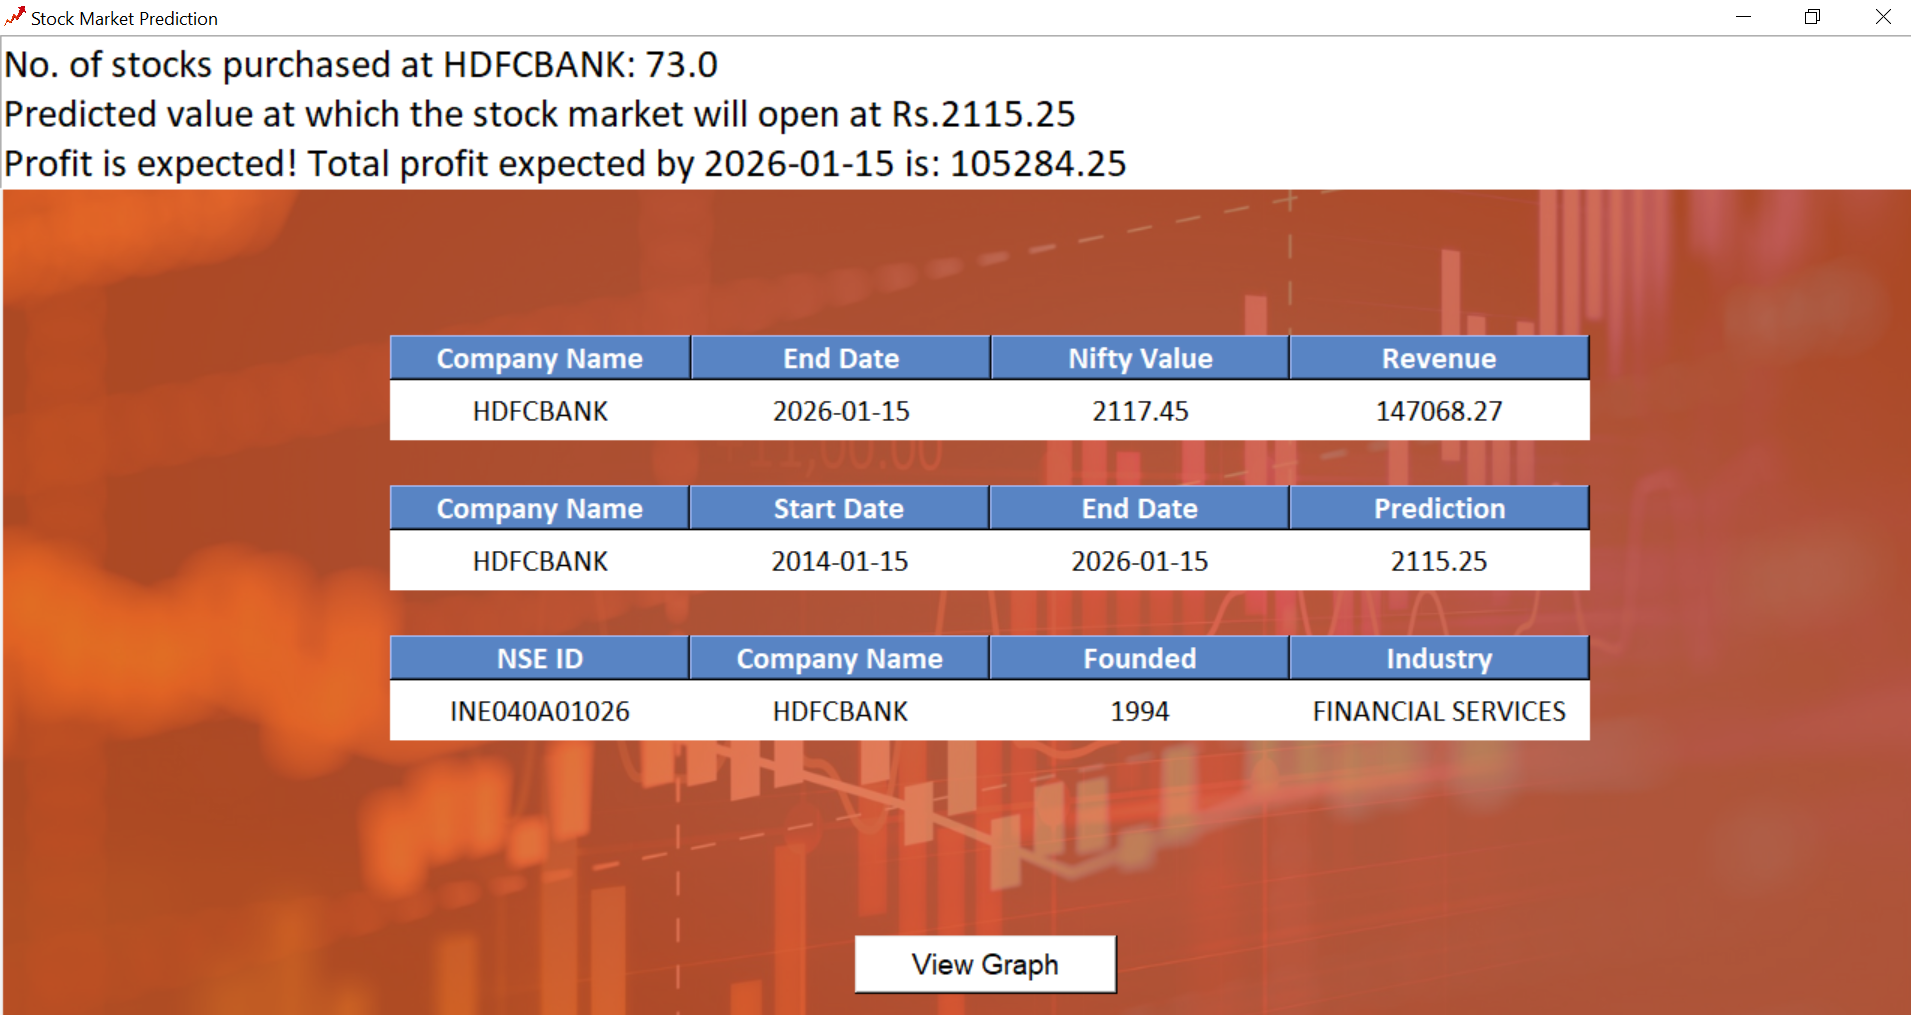 Stock Market Prediction
No. of stocks purchased at HDFCBANK: 73.0
Predicted value at which the stock market will open at Rs.2115.25
Profit is expected! Total profit expected by 2026-01-15 is: 105284.25
Company Name End Date Nifty Value Revenue
HDFCBANK 2026-01-15 2117.45 147068.27
11,00.00
Company Name Start Date End Date Prediction
HDFCBANK 2014-01-15 2026-01-15 2115.25
NSE ID Company Name Founded Industry
INE040A01026 HDFCBANK 1994 FINANCIAL SERVICES
View Graph